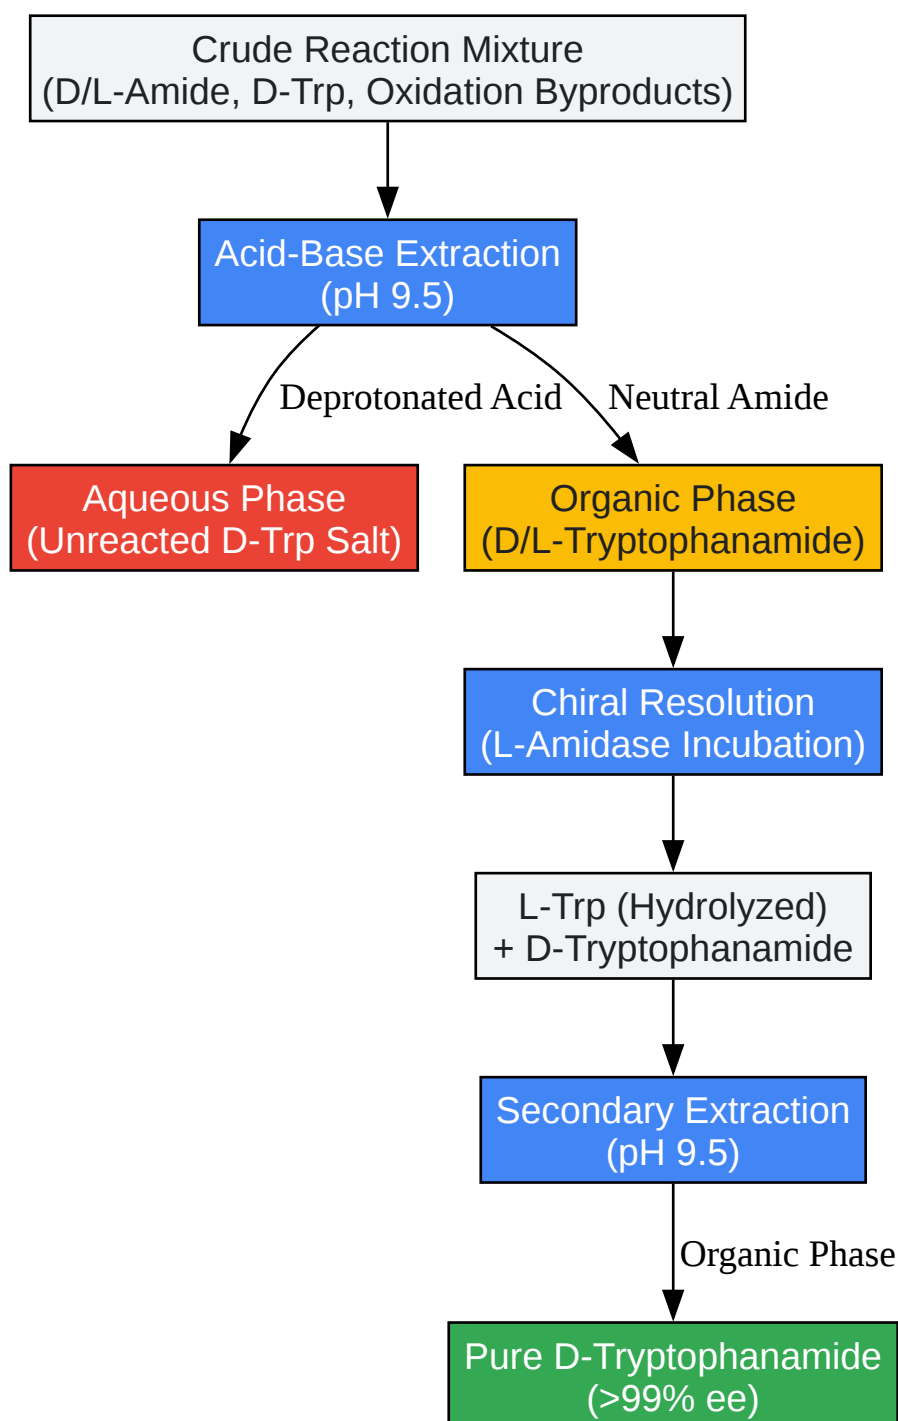 Crude Reaction Mixture
(D/L-Amide, D-Trp, Oxidation Byproducts)
Acid-Base Extraction
(pH 9.5)
Deprotonated Acid
Neutral Amide
Aqueous Phase
(Unreacted D-Trp Salt)
Organic Phase
(D/L-Tryptophanamide)
Chiral Resolution
(L-Amidase Incubation)
L-Trp (Hydrolyzed)
+ D-Tryptophanamide
Secondary Extraction
(pH 9.5)
Organic Phase
Pure D-Tryptophanamide
(>99% ee)